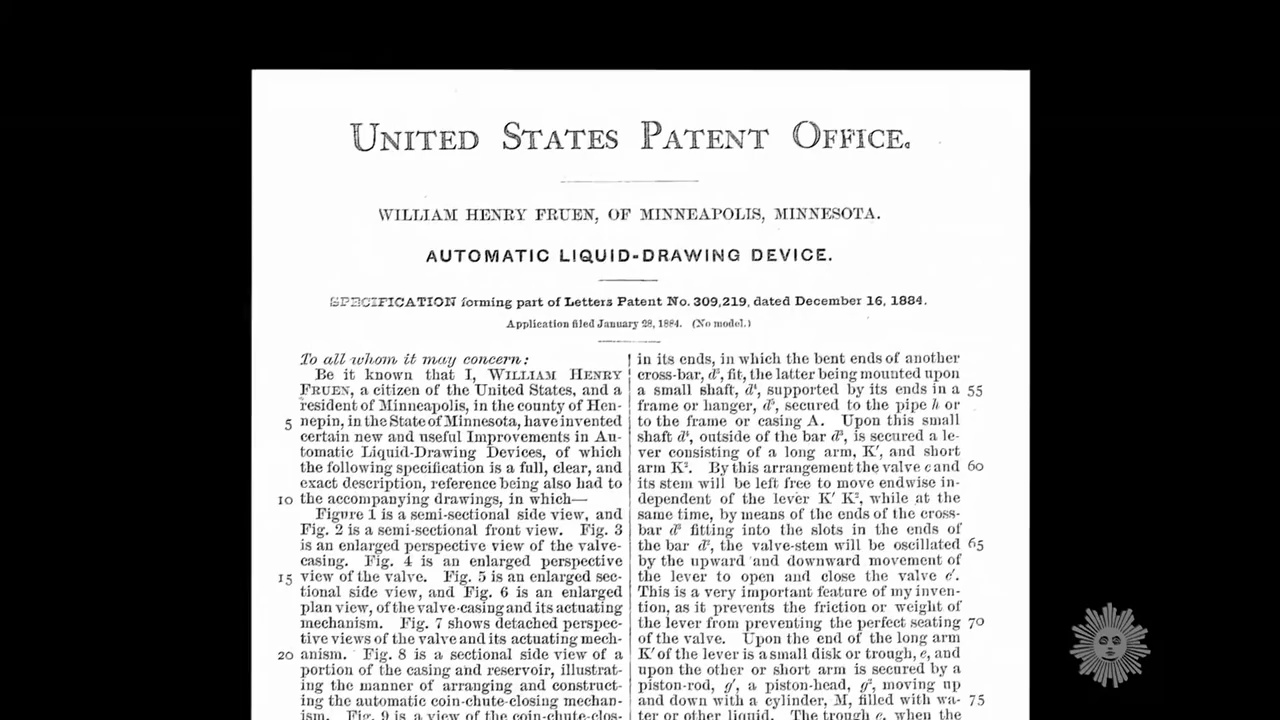 UNITED STATES PATENT OFFICE.
WILLIAM HENRY FRUEN, OF MINNEAPOLIS, MINNESOTA.
AUTOMATIC LIQUID-DRAWING DEVICE.
SPECIFICATION forming part of Letters Patent No. 309,219, dated December 16, 1884.
Application filed January 28, 1884. (No model.)
To all whom it may concern:
Be it known that I, WILLIAM HENRY
FRUEN, a citizen of the United States, and a
resident of Minneapolis, in the county of Hen-
5 nepin, in the State of Minnesota, have invented
certain new and useful Improvements in Au-
tomatic Liquid-Drawing Devices, of which
the following specification is a full, clear, and
exact description, reference being also had to
10 the accompanying drawings, in which—
Figure 1 is a semi-sectional side view, and
Fig. 2 is a semi-sectional front view. Fig. 3
is an enlarged perspective view of the valve-
casing. Fig. 4 is an enlarged perspective
15 view of the valve. Fig. 5 is an enlarged sec-
tional side view, and Fig. 6 is an enlarged
plan view, of the valve-casing and its actuating
mechanism. Fig. 7 shows detached perspec-
tive views of the valve and its actuating mech-
20 anism. Fig. 8 is a sectional side view of a
portion of the casing and reservoir, illustrat-
ing the manner of arranging and construct-
ing the automatic coin-chute-closing mechan-
ism. Fig. 9 is a view of the coin-chute-clos-
in its ends, in which the bent ends of another
cross-bar, d³, fit, the latter being mounted upon
a small shaft, d⁴, supported by its ends in a 55
frame or hanger, d⁵, secured to the pipe h or
to the frame or casing A. Upon this small
shaft d⁴, outside of the bar d³, is secured a le-
ver consisting of a long arm, K', and short
arm K². By this arrangement the valve c and 60
its stem will be left free to move endwise in-
dependent of the lever K' K², while at the
same time, by means of the ends of the cross-
bar d³ fitting into the slots in the ends of
the bar d², the valve-stem will be oscillated 65
by the upward and downward movement of
the lever to open and close the valve c'.
This is a very important feature of my inven-
tion, as it prevents the friction or weight of
the lever from preventing the perfect seating 70
of the valve. Upon the end of the long arm
K' of the lever is a small disk or trough, e, and
upon the other or short arm is secured by a
piston-rod, g', a piston-head, g², moving up
and down with a cylinder, M, filled with wa- 75
ter or other liquid. The trough e, when the